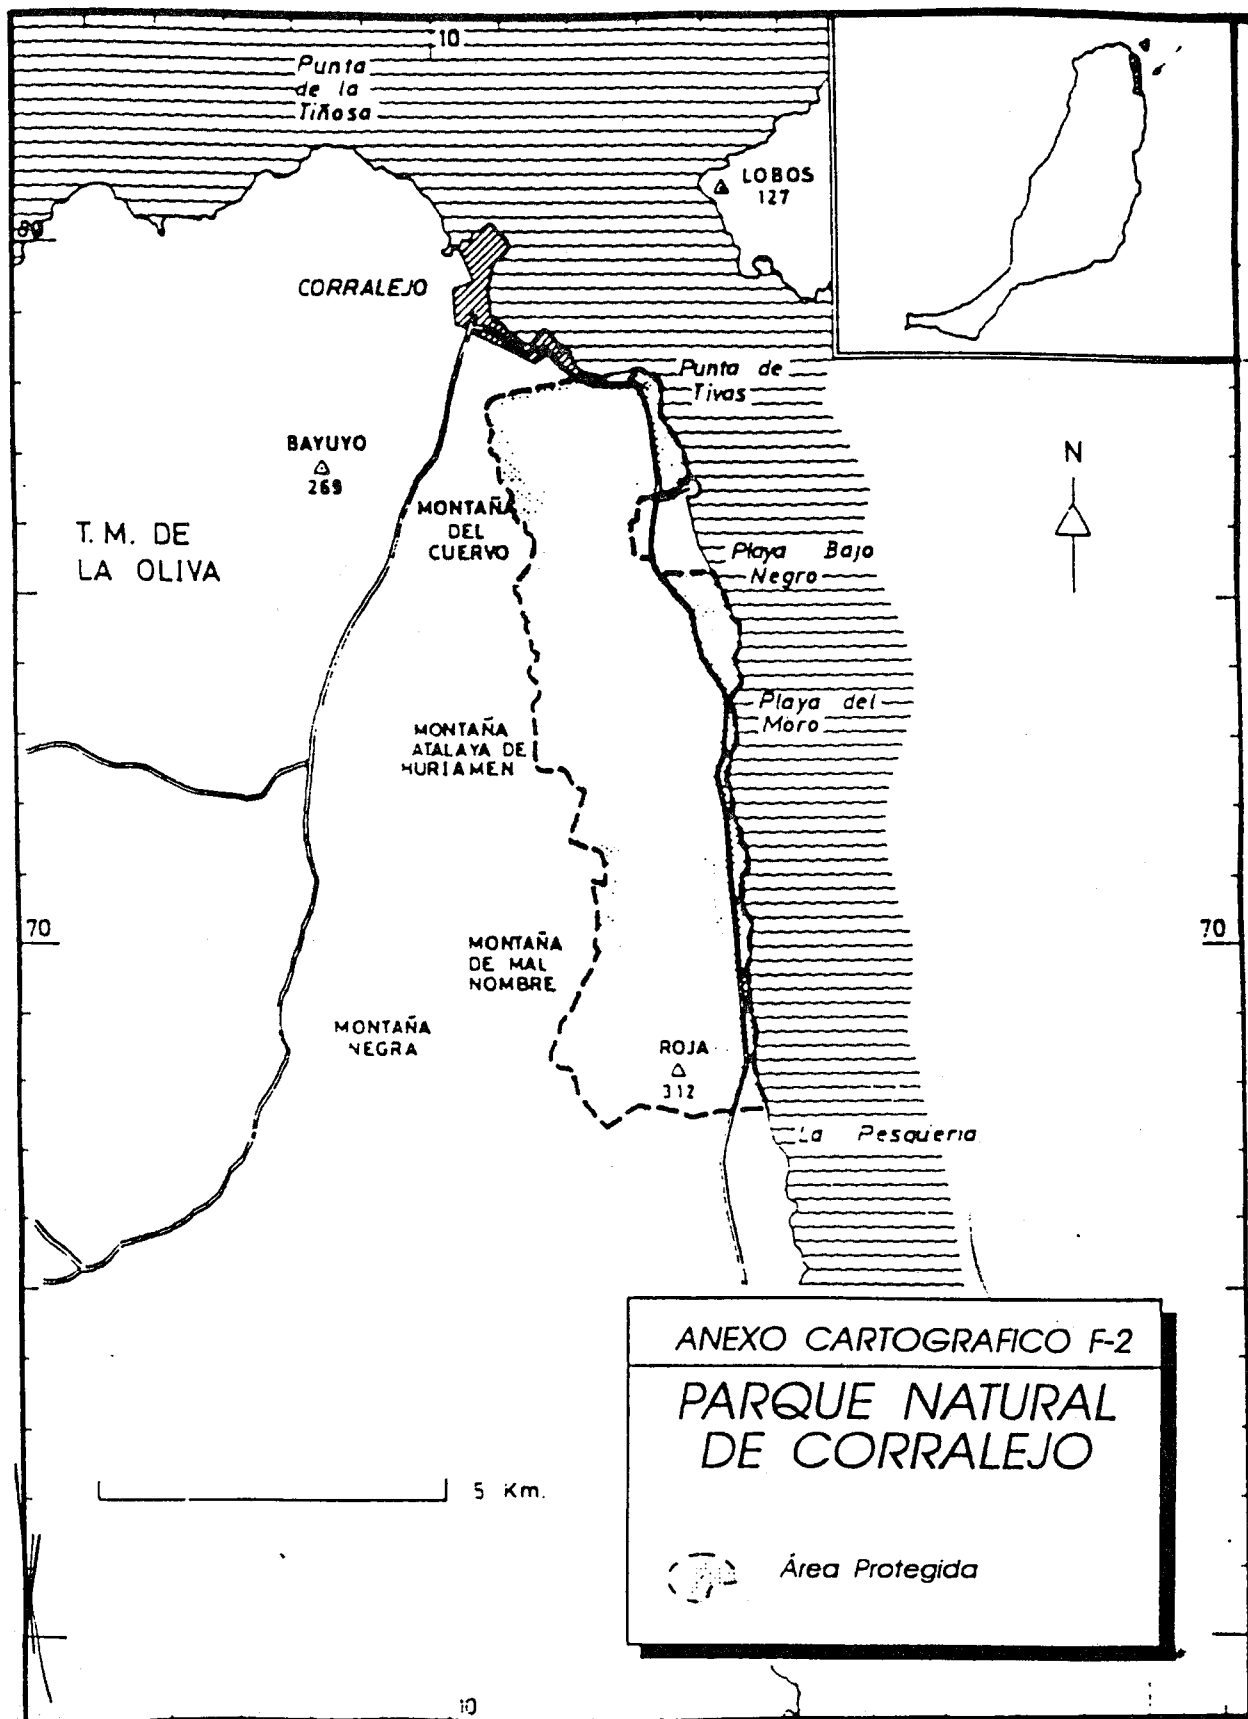 10
Punta
de la
Tiñosa
LOBOS
127
80
CORRALEJO
Punta de
Tivas
BAYUYO
269
N
MONTAÑA
DEL
CUERVO
T.M. DE
LA OLIVA
Playa Bajo
Negro
Playa del
Moro
MONTAÑA
ATALAYA DE
HURIAMEN
70
70
MONTAÑA
DE MAL
NOMBRE
MONTAÑA
NEGRA
ROJA
312
La Pesqueria
ANEXO CARTOGRAFICO F-2
PARQUE NATURAL
DE CORRALEJO
5 Km.
Área Protegida
10